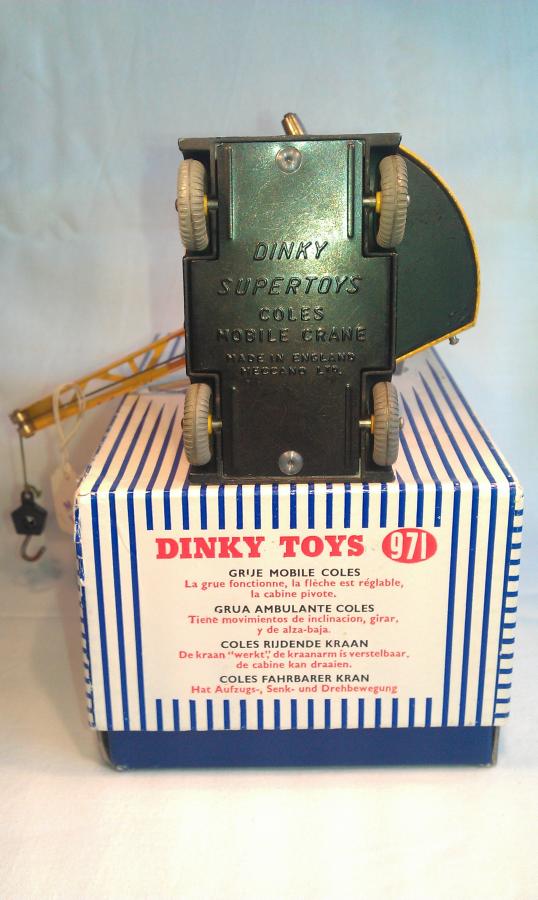 DINKY
SUPERTOYS
COLES
MOBILE CRANE
MADE IN ENGLAND
MECCANO LTD.
DINKY TOYS 971
GRUE MOBILE COLES
La grue fonctionne, la flèche est réglable,
la cabine pivote.
GRUA AMBULANTE COLES
Tiene movimientos de inclinacion, girar,
y de alza-baja.
COLES RIJDENDE KRAAN
De kraan "werkt", de kraanarm is verstelbaar,
de cabine kan draaien.
COLES FAHRBARER KRAN
Hat Aufzugs-, Senk- und Drehbewegung